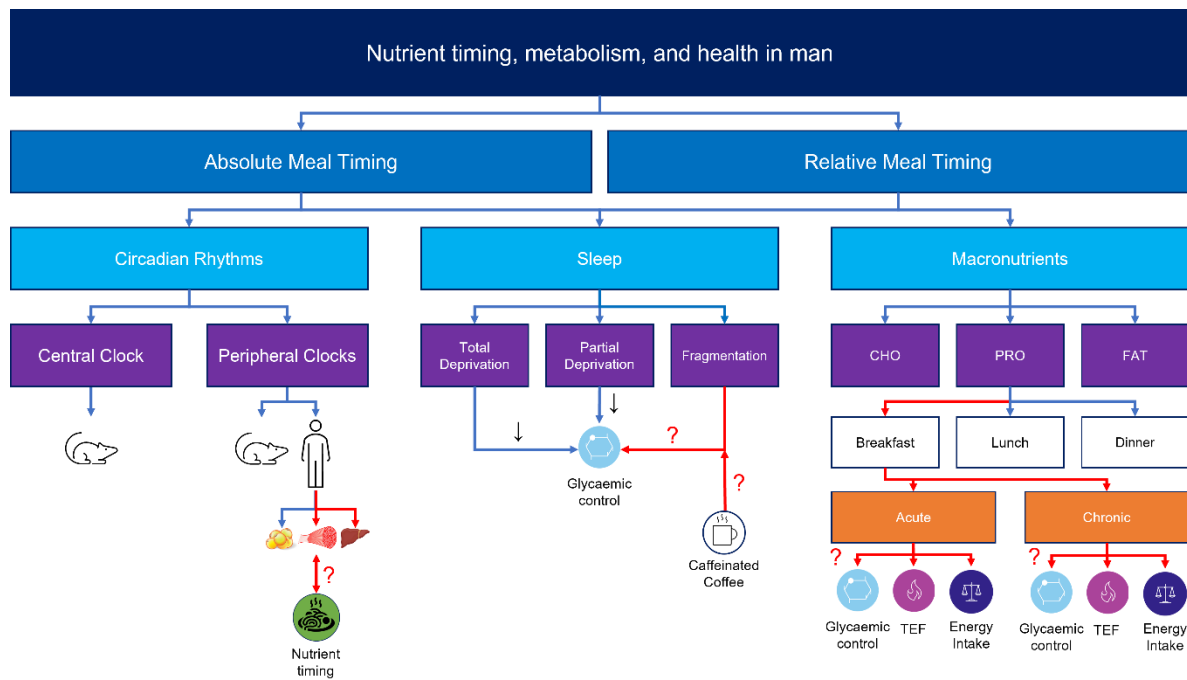 Nutrient timing, metabolism, and health in man
Absolute Meal Timing
Relative Meal Timing
Circadian Rhythms
Sleep
Macronutrients
Central Clock
Peripheral Clocks
Total
Deprivation
Partial
Deprivation
Fragmentation
CHO
PRO
FAT
Breakfast
Lunch
Dinner
?
Glycaemic
control
?
Acute
Chronic
Caffeinated
Coffee
?
Nutrient
timing
?
Glycaemic
control
TEF
Energy
Intake
?
Glycaemic
control
TEF
Energy
Intake